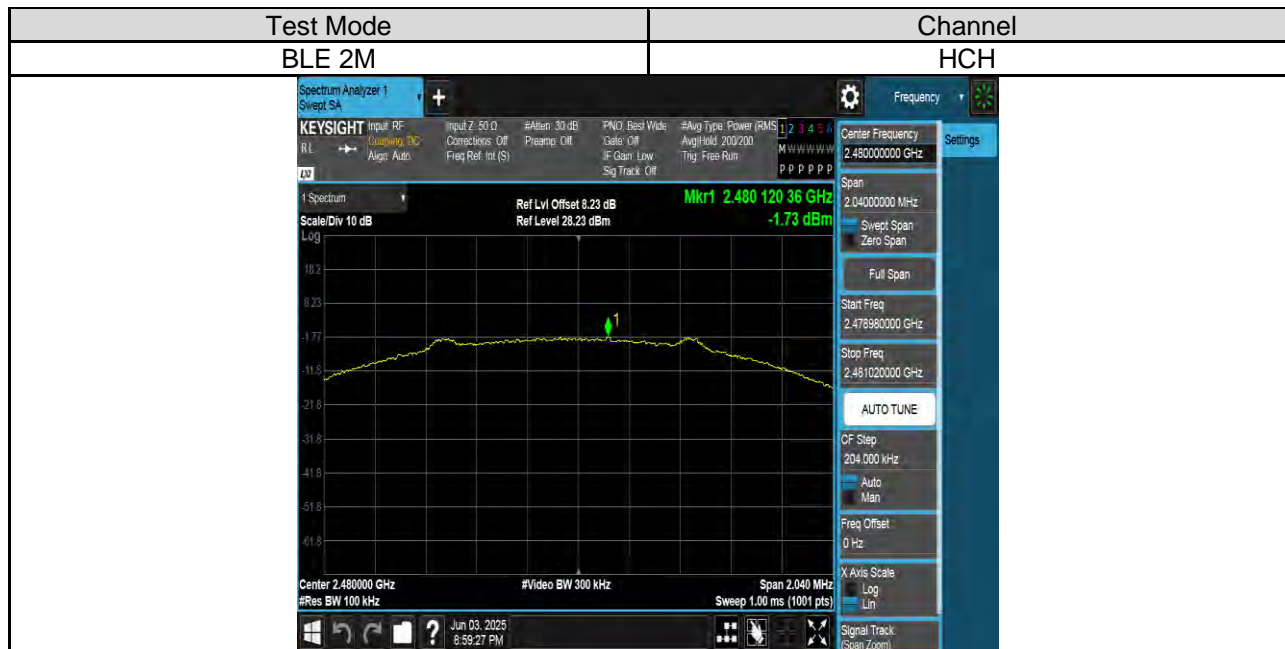 Test Mode Channel
BLE 2M HCH
Spectrum Analyzer 1
Swept SA
+
Frequency
KEYSIGHT Input: RF Input Z: 50 Ω #Atten: 30 dB PNO: Best Wide #Avg Type: Power (RMS 1 2 3 4 5 6
RL Coupling: DC Corrections: Off Preamp: Off Gate: Off Avg|Hold: 200/200 M W W W W W
Align: Auto Freq Ref: Int (S) IF Gain: Low Trig: Free Run
Sig Track: Off P P P P P P
LXI
Center Frequency
2.480000000 GHz
Settings
Span
2.04000000 MHz
Swept Span
Zero Span
Full Span
Start Freq
2.478980000 GHz
Stop Freq
2.481020000 GHz
AUTO TUNE
CF Step
204.000 kHz
Auto
Man
Freq Offset
0 Hz
X Axis Scale
Log
Lin
Signal Track
(Span Zoom)
1 Spectrum
Scale/Div 10 dB
Log
Ref Lvl Offset 8.23 dB
Ref Level 28.23 dBm
Mkr1 2.480 120 36 GHz
-1.73 dBm
18.2
8.23
-1.77
-11.8
-21.8
-31.8
-41.8
-51.8
-61.8
1
Center 2.480000 GHz #Video BW 300 kHz Span 2.040 MHz
#Res BW 100 kHz Sweep 1.00 ms (1001 pts)
? Jun 03, 2025
8:59:27 PM